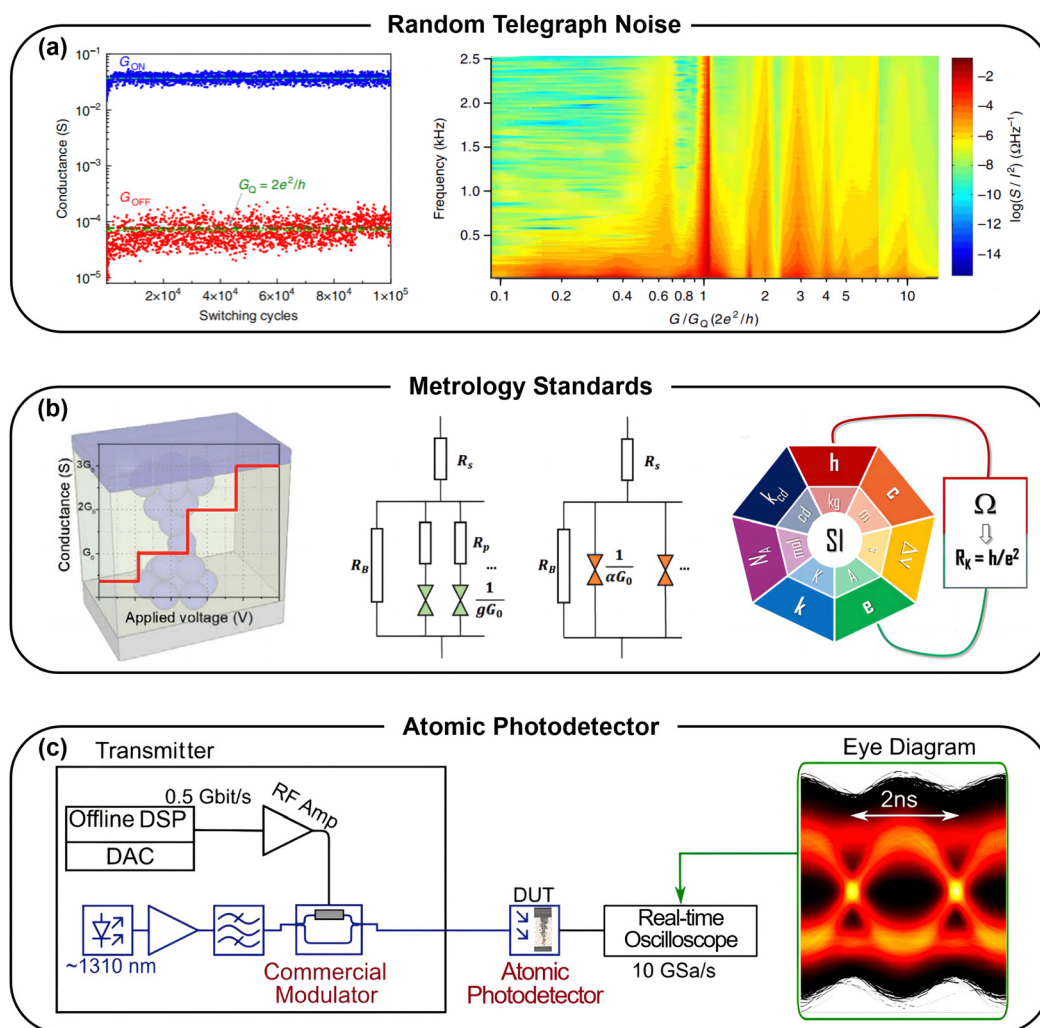 Random Telegraph Noise
(a)
10⁻¹
10⁻²
10⁻³
10⁻⁴
10⁻⁵
Conductance (S)
G_ON
G_Q = 2e²/h
G_OFF
2×10⁴ 4×10⁴ 6×10⁴ 8×10⁴ 1×10⁵
Switching cycles
2.5
2.0
1.5
1.0
0.5
Frequency (kHz)
0.1 0.2 0.4 0.6 0.8 1 2 3 4 5 10
G/G_Q (2e²/h)
−2
−4
−6
−8
−10
−12
−14
log(S / I²) (ΩHz⁻¹)
Metrology Standards
(b)
Conductance (S)
3G₀
2G₀
G₀
Applied voltage (V)
R_s
R_B
R_p
...
1
gG₀
R_s
R_B
1
αG₀
...
h
c
Δν
e
k
N_A
K_cd
kg
m
s
A
K
mol
cd
SI
Ω
R_K = h/e²
Atomic Photodetector
(c)
Transmitter
Offline DSP
DAC
0.5 Gbit/s
RF Amp
~1310 nm
Commercial
Modulator
DUT
Atomic
Photodetector
Real-time
Oscilloscope
10 GSa/s
Eye Diagram
2ns